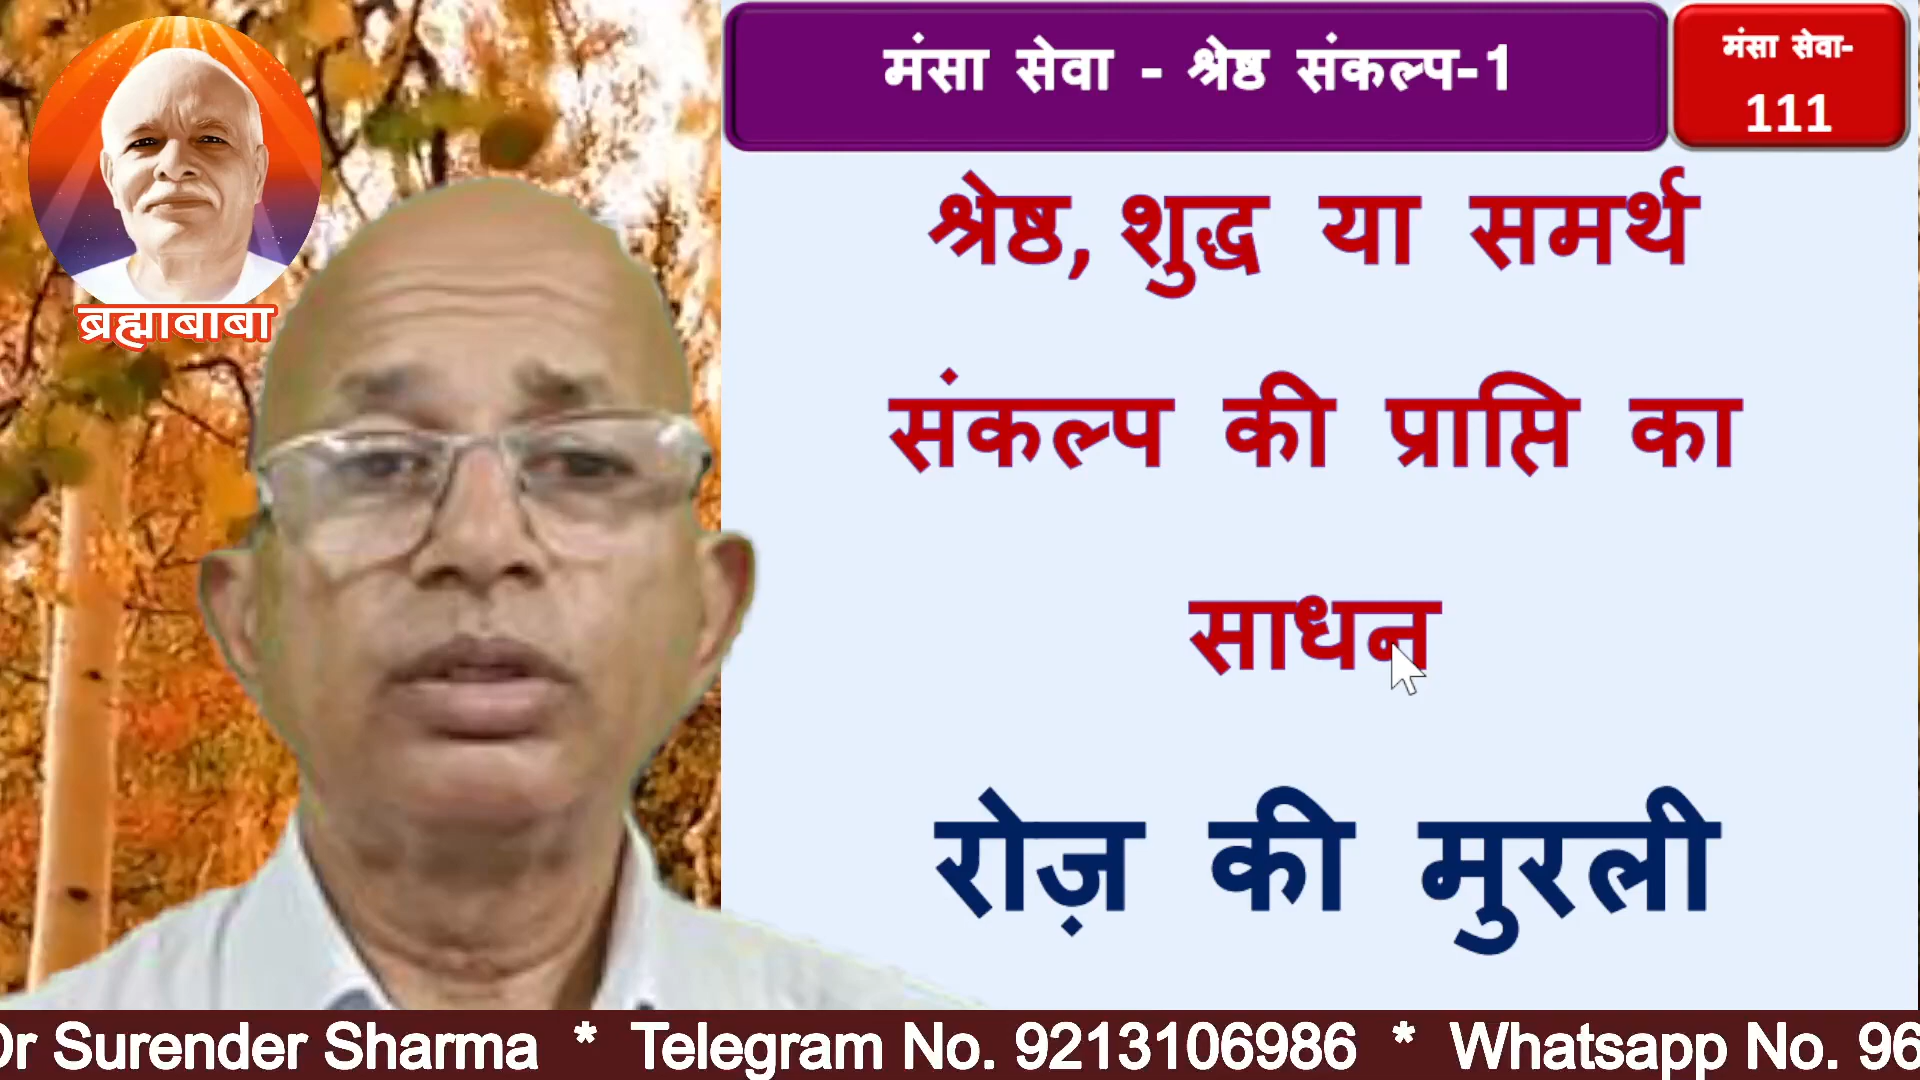 मंसा सेवा - श्रेष्ठ संकल्प-1
मंसा सेवा-
111
श्रेष्ठ, शुद्ध या समर्थ
संकल्प की प्राप्ति का
साधन
रोज़ की मुरली
ब्रह्माबाबा
Dr Surender Sharma * Telegram No. 9213106986 * Whatsapp No. 96